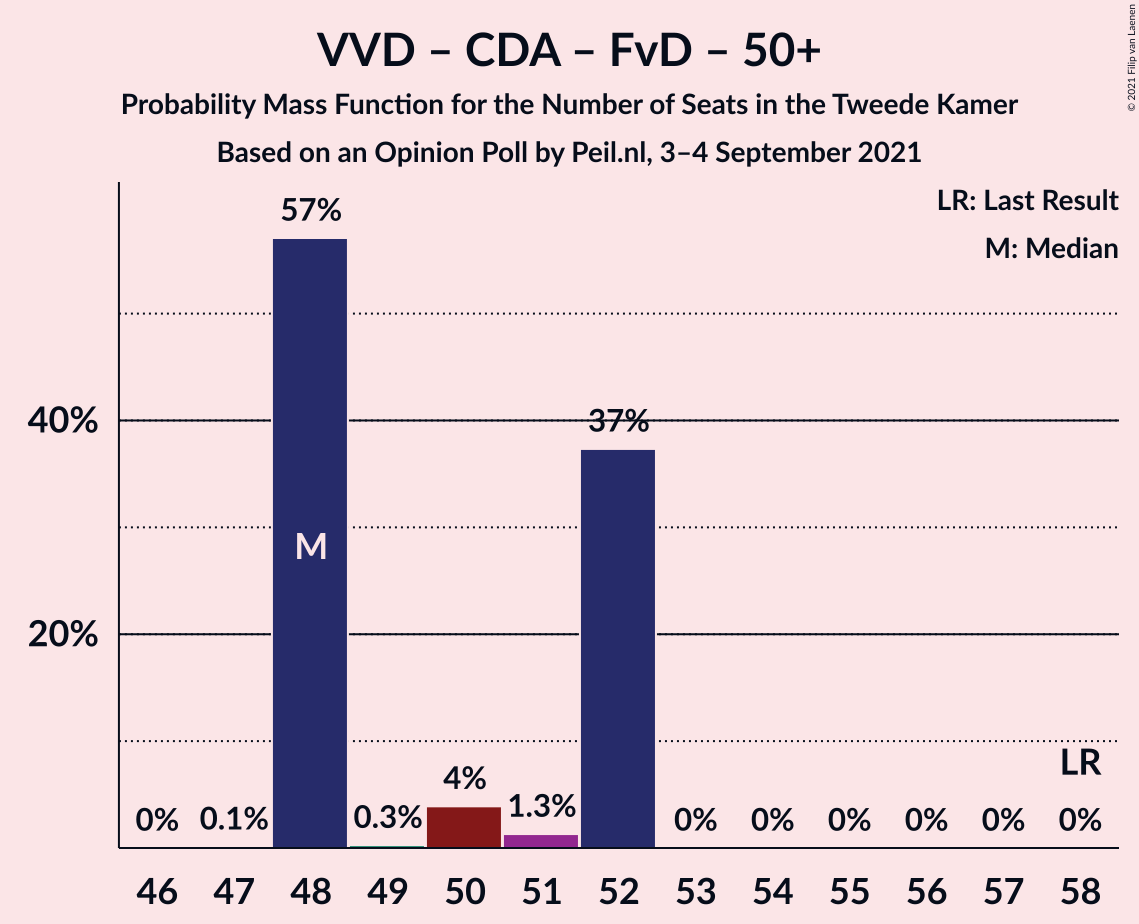 VVD – CDA – FvD – 50+
Probability Mass Function for the Number of Seats in the Tweede Kamer
Based on an Opinion Poll by Peil.nl, 3–4 September 2021
© 2021 Filip van Laenen
LR: Last Result
M: Median
57%
40%
37%
M
20%
LR
0%
0.1%
0.3%
4%
1.3%
0%
0%
0%
0%
0%
0%
46 47 48 49 50 51 52 53 54 55 56 57 58